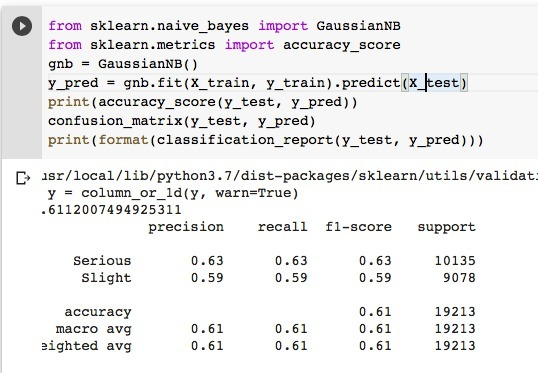 from sklearn.naive_bayes import GaussianNB
from sklearn.metrics import accuracy_score
gnb = GaussianNB()
y_pred = gnb.fit(X_train, y_train).predict(X_test)
print(accuracy_score(y_test, y_pred))
confusion_matrix(y_test, y_pred)
print(format(classification_report(y_test, y_pred)))
usr/local/lib/python3.7/dist-packages/sklearn/utils/validati
y = column_or_1d(y, warn=True)
.6112007494925311
precision recall f1-score support
Serious 0.63 0.63 0.63 10135
Slight 0.59 0.59 0.59 9078
accuracy 0.61 19213
macro avg 0.61 0.61 0.61 19213
eighted avg 0.61 0.61 0.61 19213